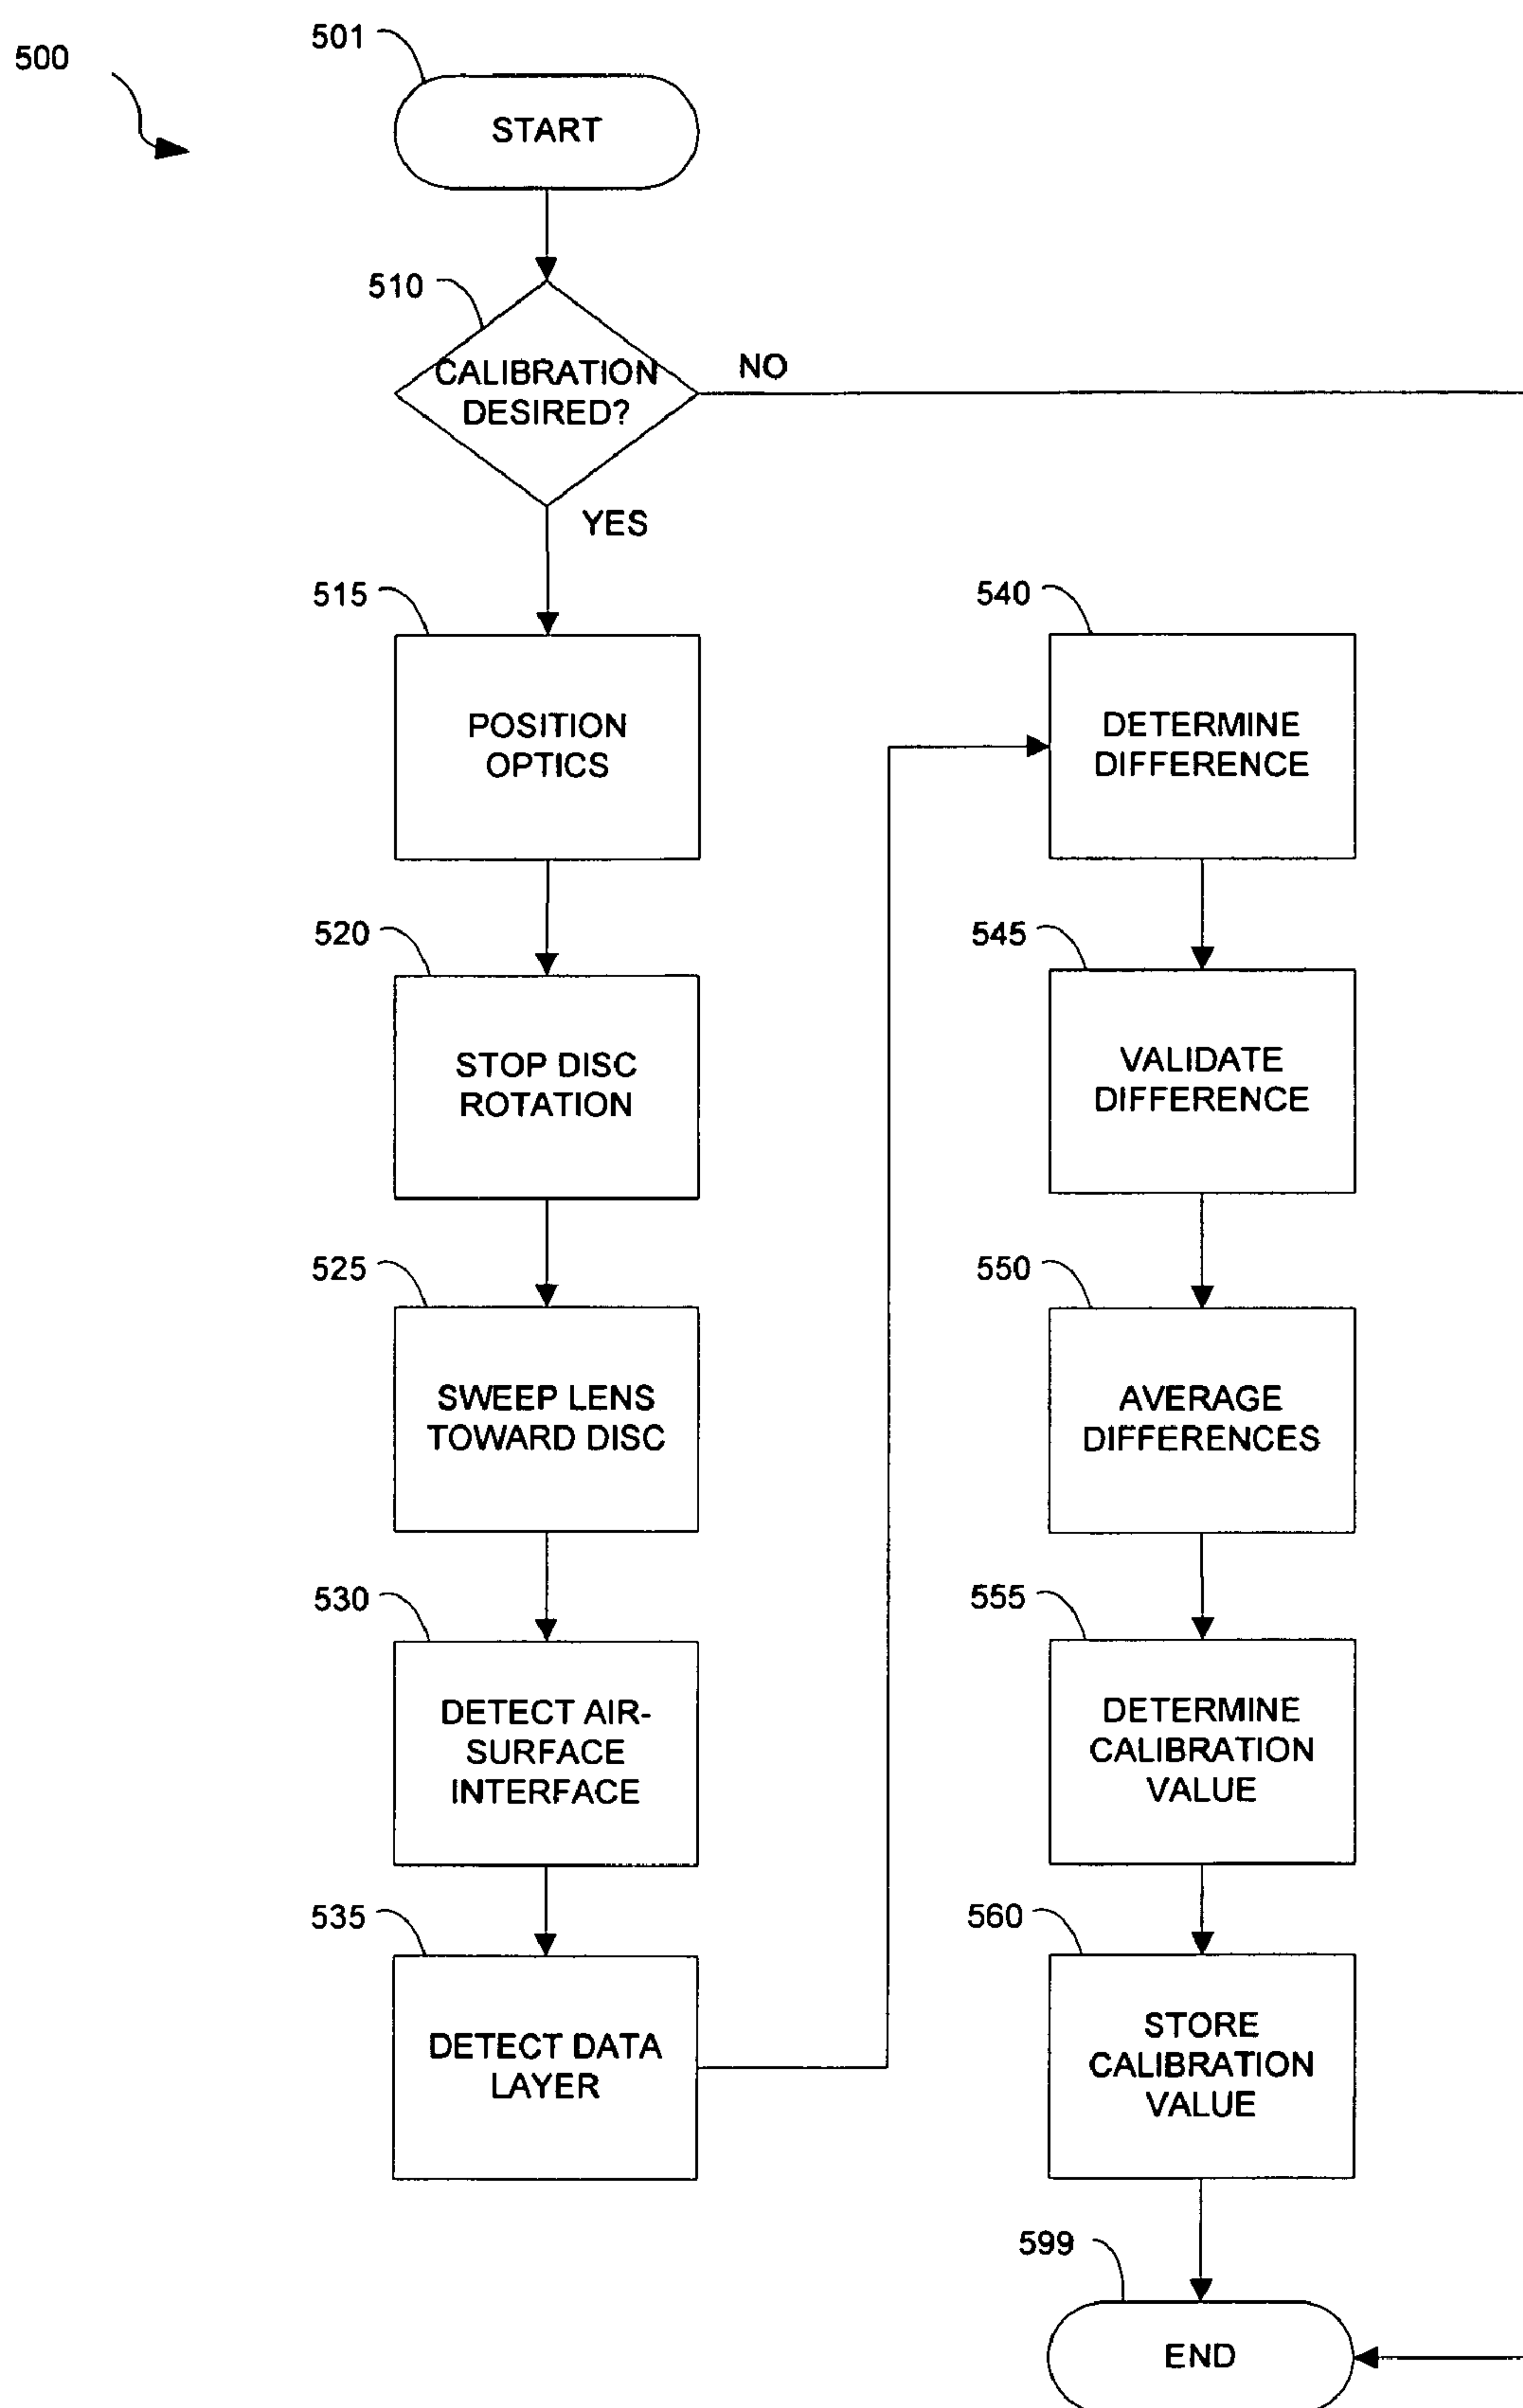 500
501
START
510
CALIBRATION
DESIRED?
NO
YES
515
POSITION
OPTICS
520
STOP DISC
ROTATION
525
SWEEP LENS
TOWARD DISC
530
DETECT AIR-
SURFACE
INTERFACE
535
DETECT DATA
LAYER
540
DETERMINE
DIFFERENCE
545
VALIDATE
DIFFERENCE
550
AVERAGE
DIFFERENCES
555
DETERMINE
CALIBRATION
VALUE
560
STORE
CALIBRATION
VALUE
599
END